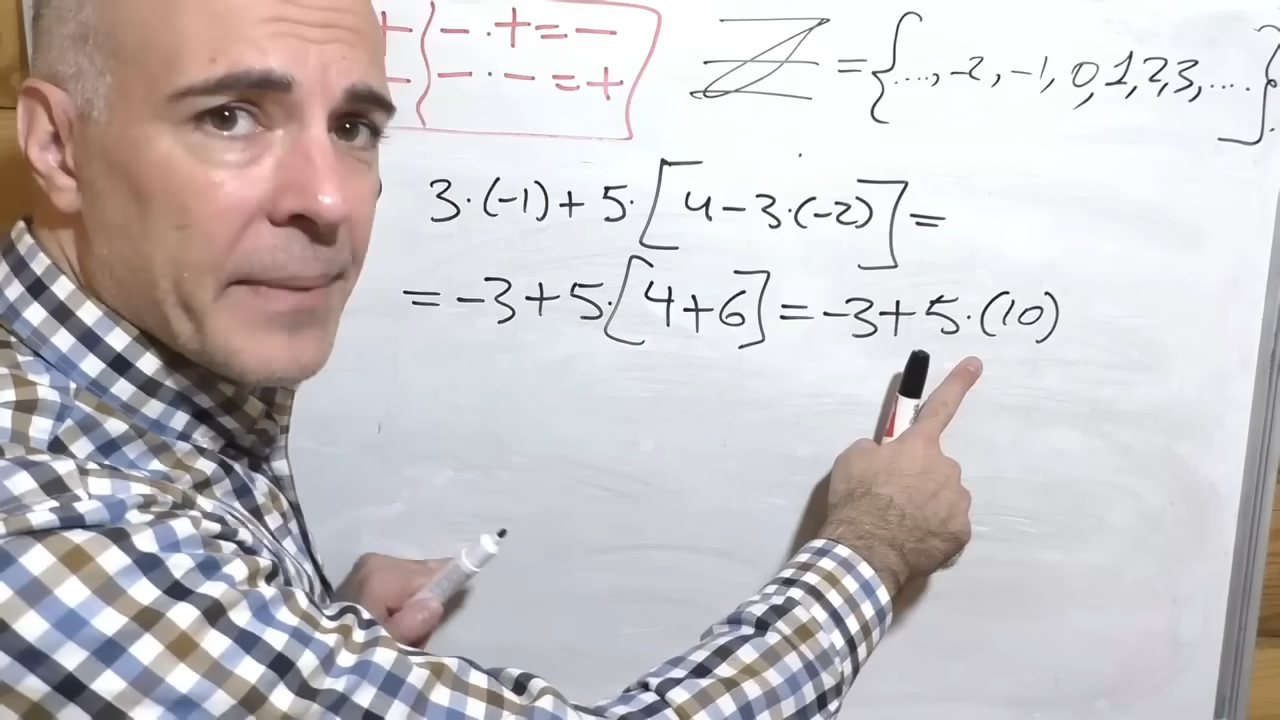 + { - · + = -
- { - · - = +
ℤ = {..., -2, -1, 0, 1, 2, 3, ....}
3·(-1) + 5·[4 - 3·(-2)] =
= -3 + 5·[4 + 6] = -3 + 5·(10)